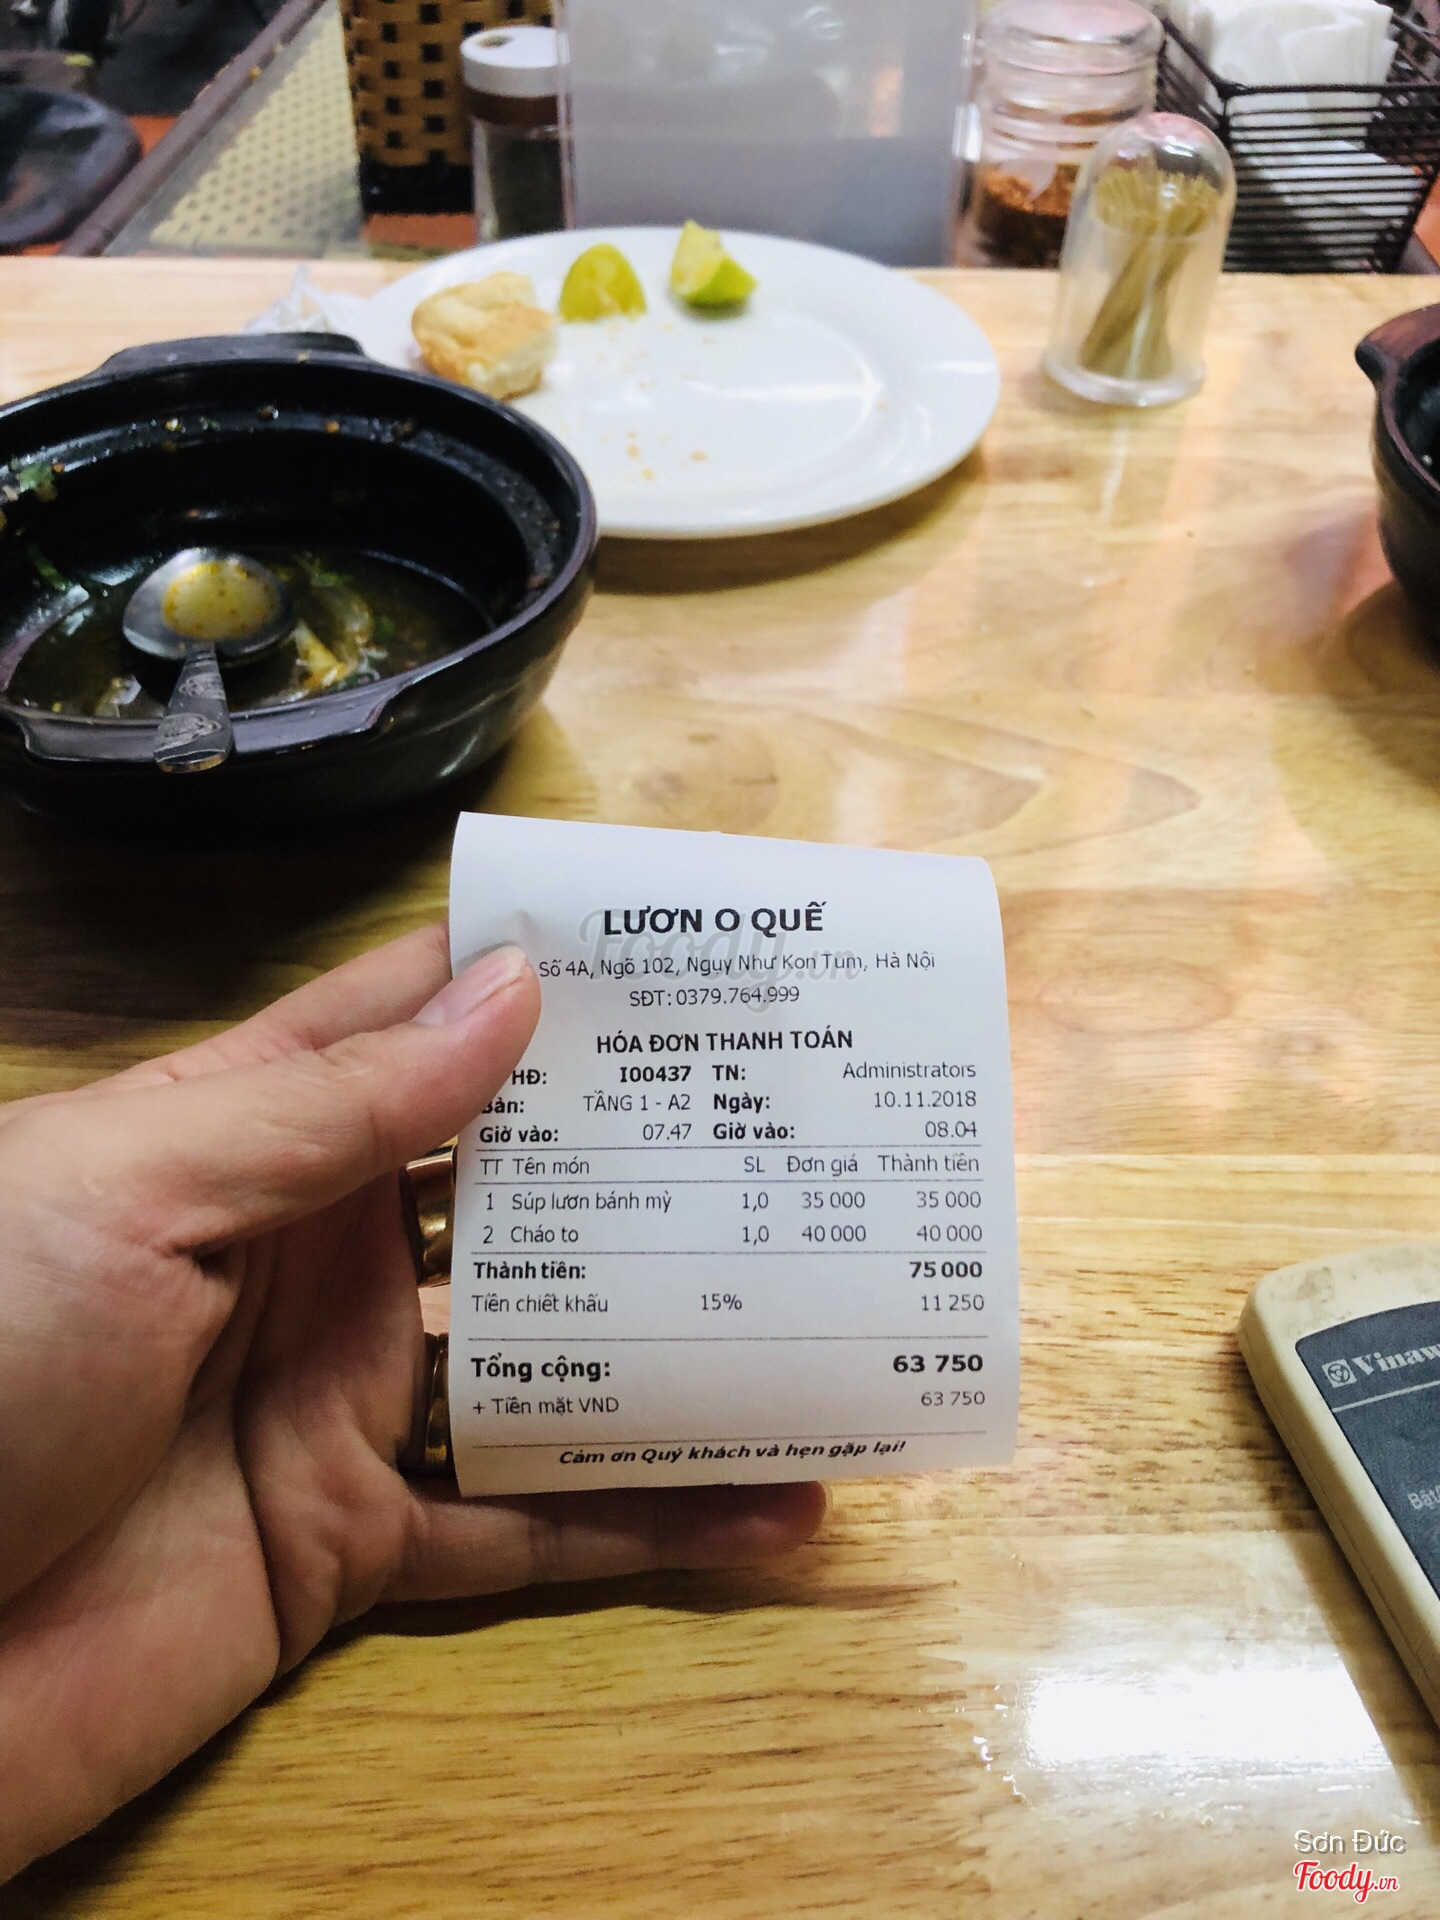 LƯƠN O QUẾ
Số 4A, Ngõ 102, Ngụy Như Kon Tum, Hà Nội
SĐT: 0379.764.999
HÓA ĐƠN THANH TOÁN
HĐ: I00437 TN: Administrators
Bàn: TẦNG 1 - A2 Ngày: 10.11.2018
Giờ vào: 07.47 Giờ vào: 08.04
TT Tên món SL Đơn giá Thành tiền
1 Súp lươn bánh mỳ 1,0 35 000 35 000
2 Cháo to 1,0 40 000 40 000
Thành tiền: 75 000
Tiền chiết khấu 15% 11 250
Tổng cộng: 63 750
+ Tiền mặt VND 63 750
Cảm ơn Quý khách và hẹn gặp lại!
Foody.vn
Sơn Đức
Foody.vn